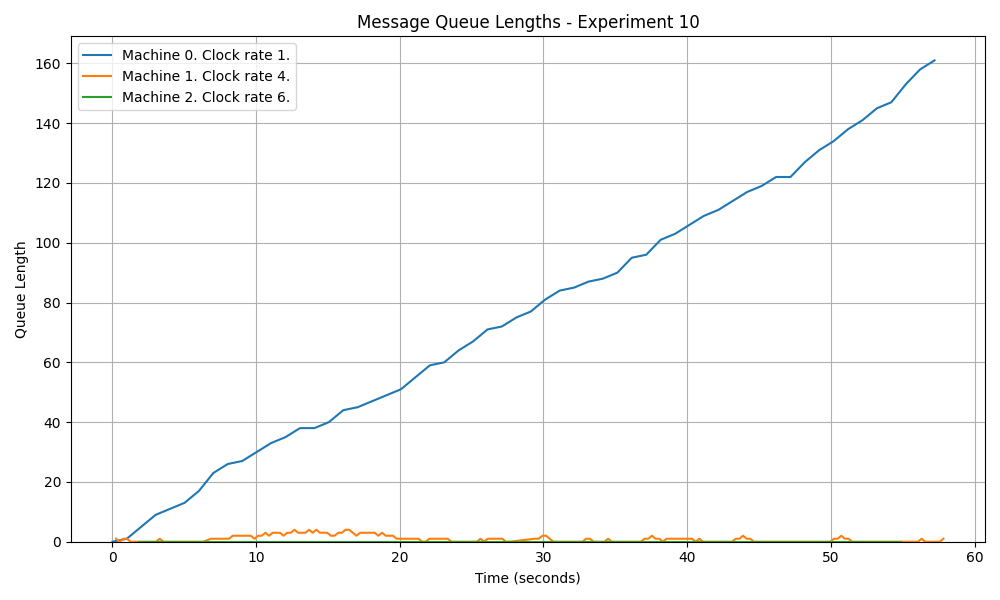 Message Queue Lengths - Experiment 10
Machine 0. Clock rate 1.
Machine 1. Clock rate 4.
Machine 2. Clock rate 6.
Queue Length
160
140
120
100
80
60
40
20
0
0 10 20 30 40 50 60
Time (seconds)